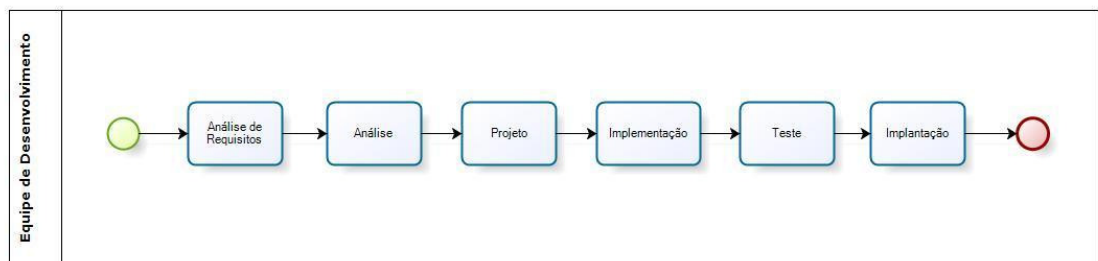 Equipe de Desenvolvimento
Análise de
Requisitos
Análise
Projeto
Implementação
Teste
Implantação